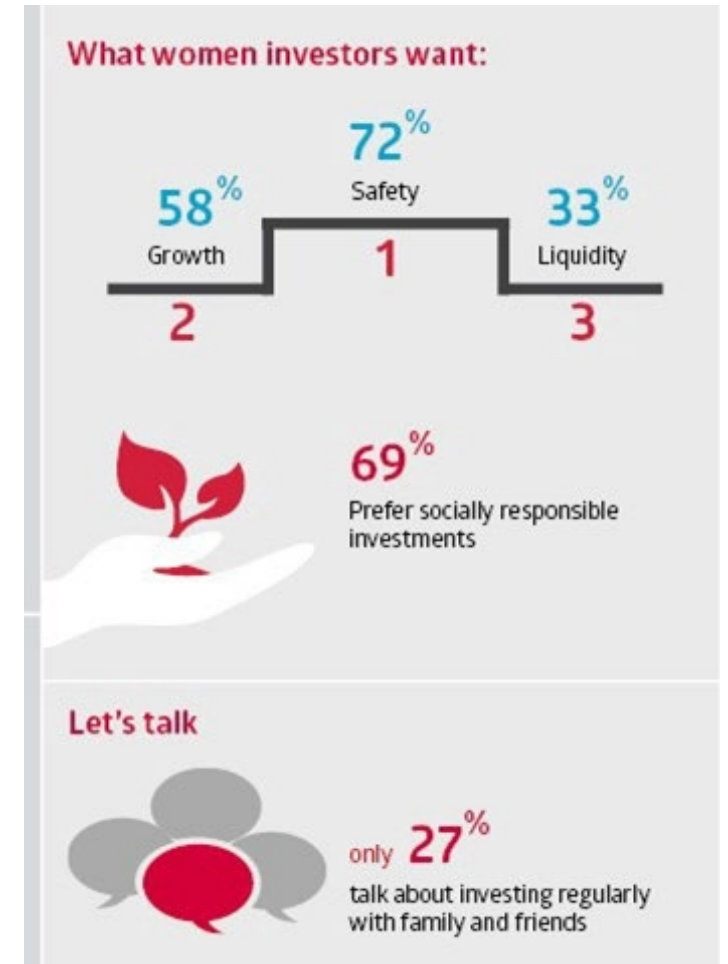 What women investors want:
72%
Safety
1
58%
Growth
2
33%
Liquidity
3
69%
Prefer socially responsible
investments
Let's talk
only 27%
talk about investing regularly
with family and friends